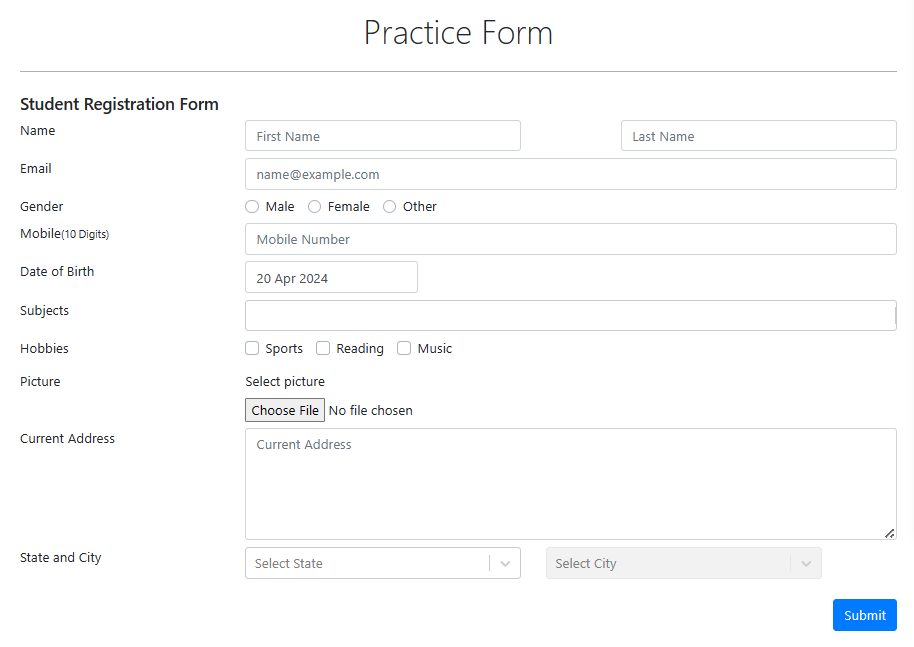 Practice Form
Student Registration Form
Name First Name Last Name
Email name@example.com
Gender Male Female Other
Mobile(10 Digits) Mobile Number
Date of Birth 20 Apr 2024
Subjects
Hobbies Sports Reading Music
Picture Select picture
Choose File No file chosen
Current Address Current Address
State and City Select State Select City
Submit